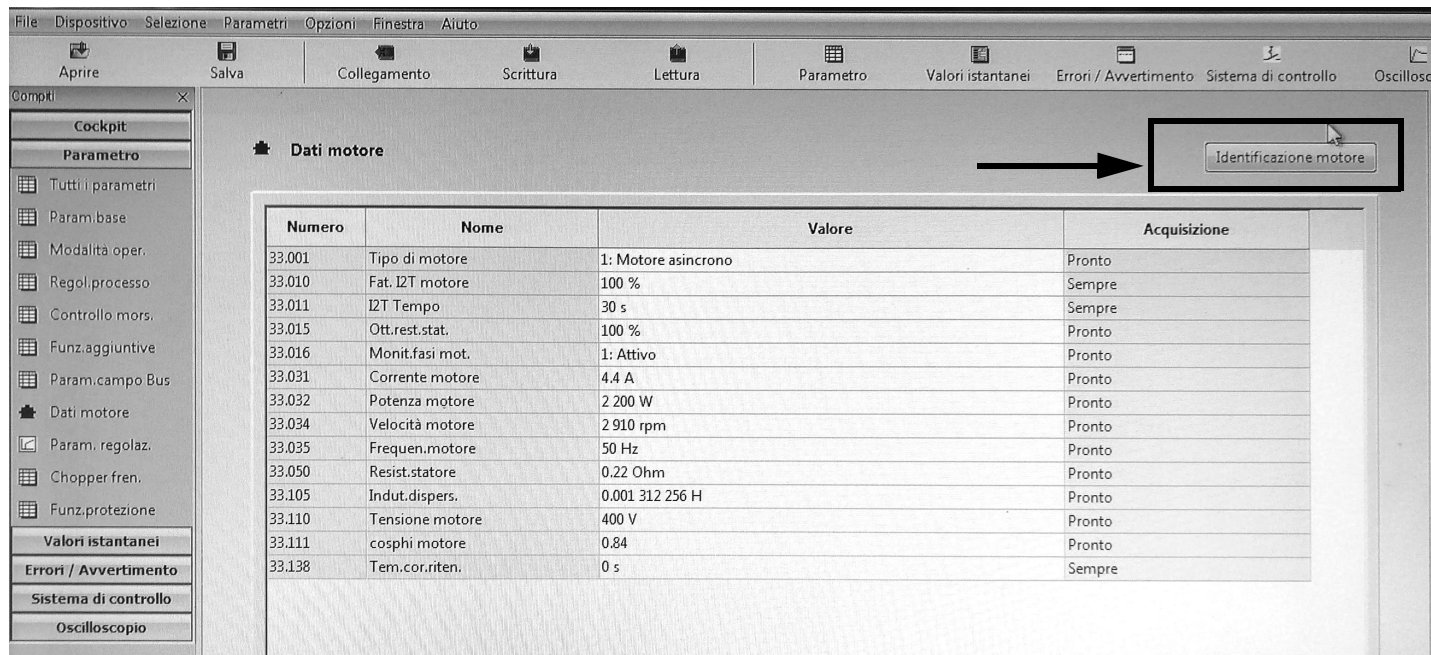 File Dispositivo Selezione Parametri Opzioni Finestra Aiuto
Aprire Salva Collegamento Scrittura Lettura Parametro Valori istantanei Errori / Avvertimento Sistema di controllo Oscillosc
Compiti
Cockpit
Parametro
Tutti i parametri
Param.base
Modalità oper.
Regol.processo
Controllo mors.
Funz.aggiuntive
Param.campo Bus
Dati motore
Param. regolaz.
Chopper fren.
Funz.protezione
Valori istantanei
Errori / Avvertimento
Sistema di controllo
Oscilloscopio
Dati motore
Identificazione motore
Numero Nome Valore Acquisizione
33.001 Tipo di motore 1: Motore asincrono Pronto
33.010 Fat. I2T motore 100 % Sempre
33.011 I2T Tempo 30 s Sempre
33.015 Ott.rest.stat. 100 % Pronto
33.016 Monit.fasi mot. 1: Attivo Pronto
33.031 Corrente motore 4.4 A Pronto
33.032 Potenza motore 2 200 W Pronto
33.034 Velocità motore 2 910 rpm Pronto
33.035 Frequen.motore 50 Hz Pronto
33.050 Resist.statore 0.22 Ohm Pronto
33.105 Indut.dispers. 0.001 312 256 H Pronto
33.110 Tensione motore 400 V Pronto
33.111 cosphi motore 0.84 Pronto
33.138 Tem.cor.riten. 0 s Sempre